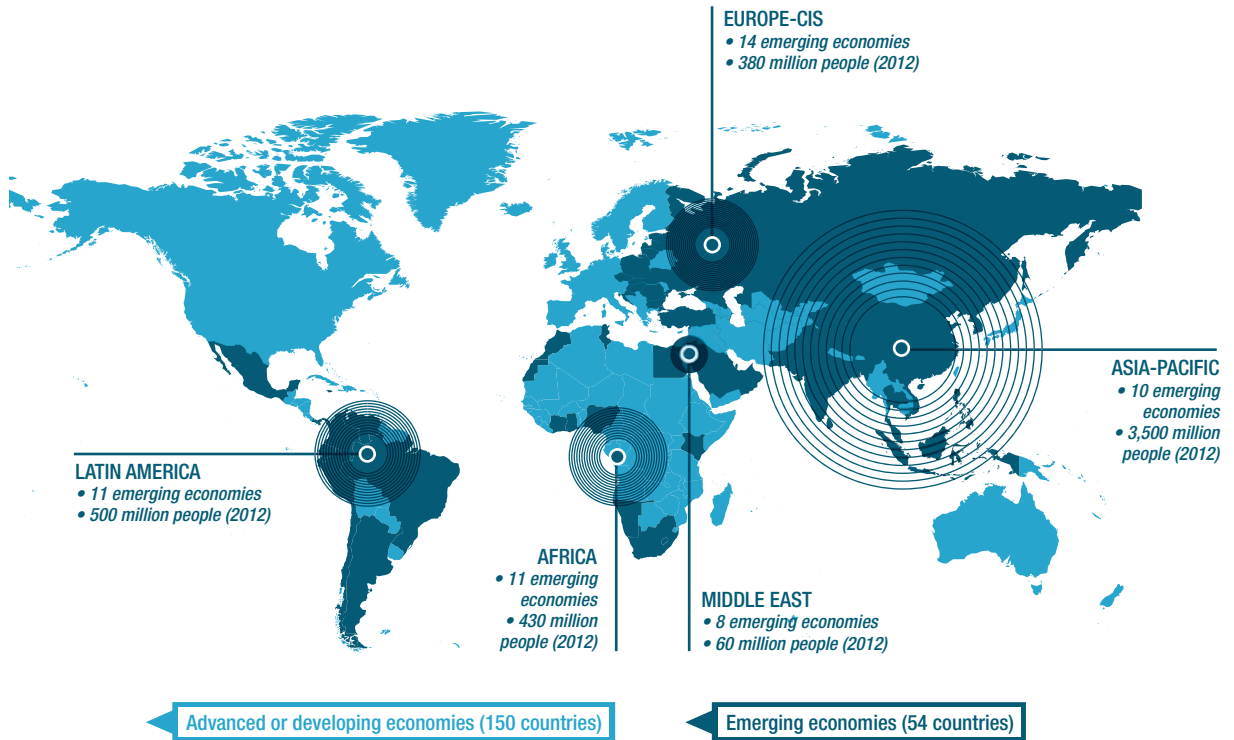 EUROPE-CIS
• 14 emerging economies
• 380 million people (2012)
ASIA-PACIFIC
• 10 emerging
economies
• 3,500 million
people (2012)
LATIN AMERICA
• 11 emerging economies
• 500 million people (2012)
AFRICA
• 11 emerging
economies
• 430 million
people (2012)
MIDDLE EAST
• 8 emerging economies
• 60 million people (2012)
Advanced or developing economies (150 countries)
Emerging economies (54 countries)